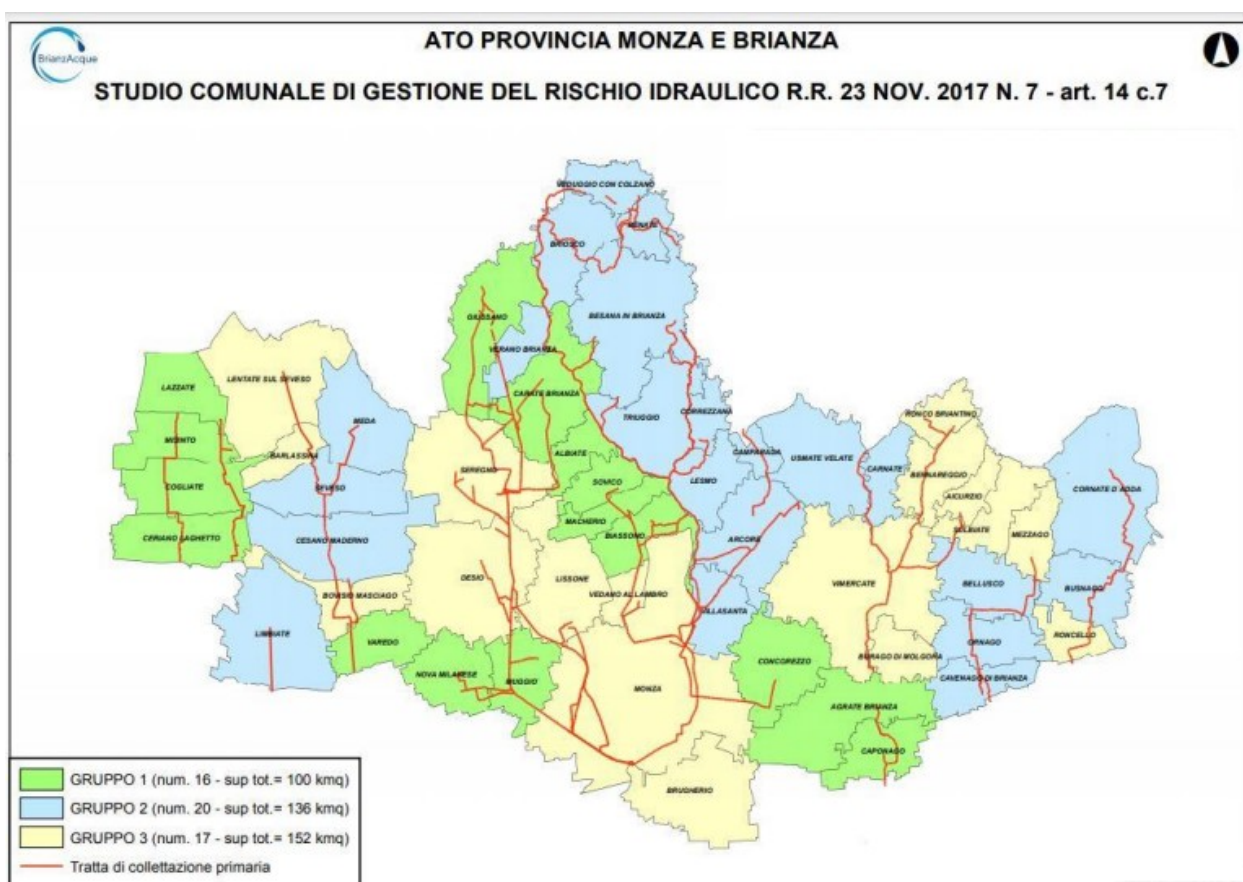 BrianzAcque
ATO PROVINCIA MONZA E BRIANZA
STUDIO COMUNALE DI GESTIONE DEL RISCHIO IDRAULICO R.R. 23 NOV. 2017 N. 7 - art. 14 c.7
VEDUGGIO CON COLZANO
RENATE
BRIOSCO
GIUSSANO
BESANA IN BRIANZA
VERANO BRIANZA
LENTATE SUL SEVESO
LAZZATE
CARATE BRIANZA
TRIUGGIO
CORREZZANA
RONCO BRIANTINO
MEDA
MISINTO
BARLASSINA
ALBIATE
CAMPARADA
USMATE VELATE
CARNATE
BERNAREGGIO
SEREGNO
COGLIATE
SEVESO
SOVICO
LESMO
AICURZIO
CORNATE D'ADDA
MACHERIO
SULBIATE
MEZZAGO
CERIANO LAGHETTO
CESANO MADERNO
BIASSONO
ARCORE
DESIO
LISSONE
VIMERCATE
BELLUSCO
BUSNAGO
BOVISIO MASCIAGO
VEDANO AL LAMBRO
VILLASANTA
LIMBIATE
VAREDO
RONCELLO
ORNAGO
BURAGO DI MOLGORA
CONCOREZZO
NOVA MILANESE
MUGGIO
CAVENAGO DI BRIANZA
MONZA
AGRATE BRIANZA
CAPONAGO
BRUGHERIO
GRUPPO 1 (num. 16 - sup tot.= 100 kmq)
GRUPPO 2 (num. 20 - sup tot.= 136 kmq)
GRUPPO 3 (num. 17 - sup tot.= 152 kmq)
Tratta di collettazione primaria